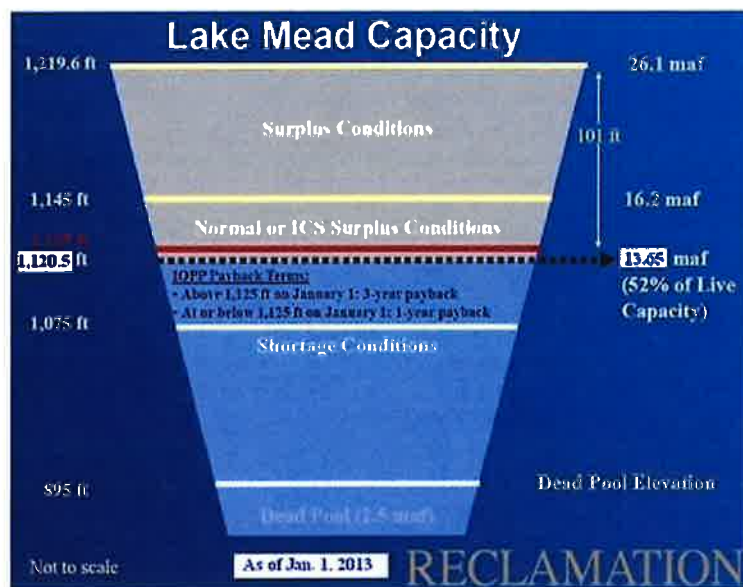 Lake Mead Capacity
1,219.6 ft
26.1 maf
Surplus Conditions
101 ft
1,145 ft
16.2 maf
Normal or ICS Surplus Conditions
1,120.5 ft
13.65 maf
(52% of Live
Capacity)
IOPP Payback Terms:
• Above 1,125 ft on January 1: 3-year payback
• At or below 1,125 ft on January 1: 1-year payback
1,075 ft
Shortage Conditions
895 ft
Dead Pool Elevation
Dead Pool (2.5 maf)
Not to scale
As of Jan. 1, 2013
RECLAMATION